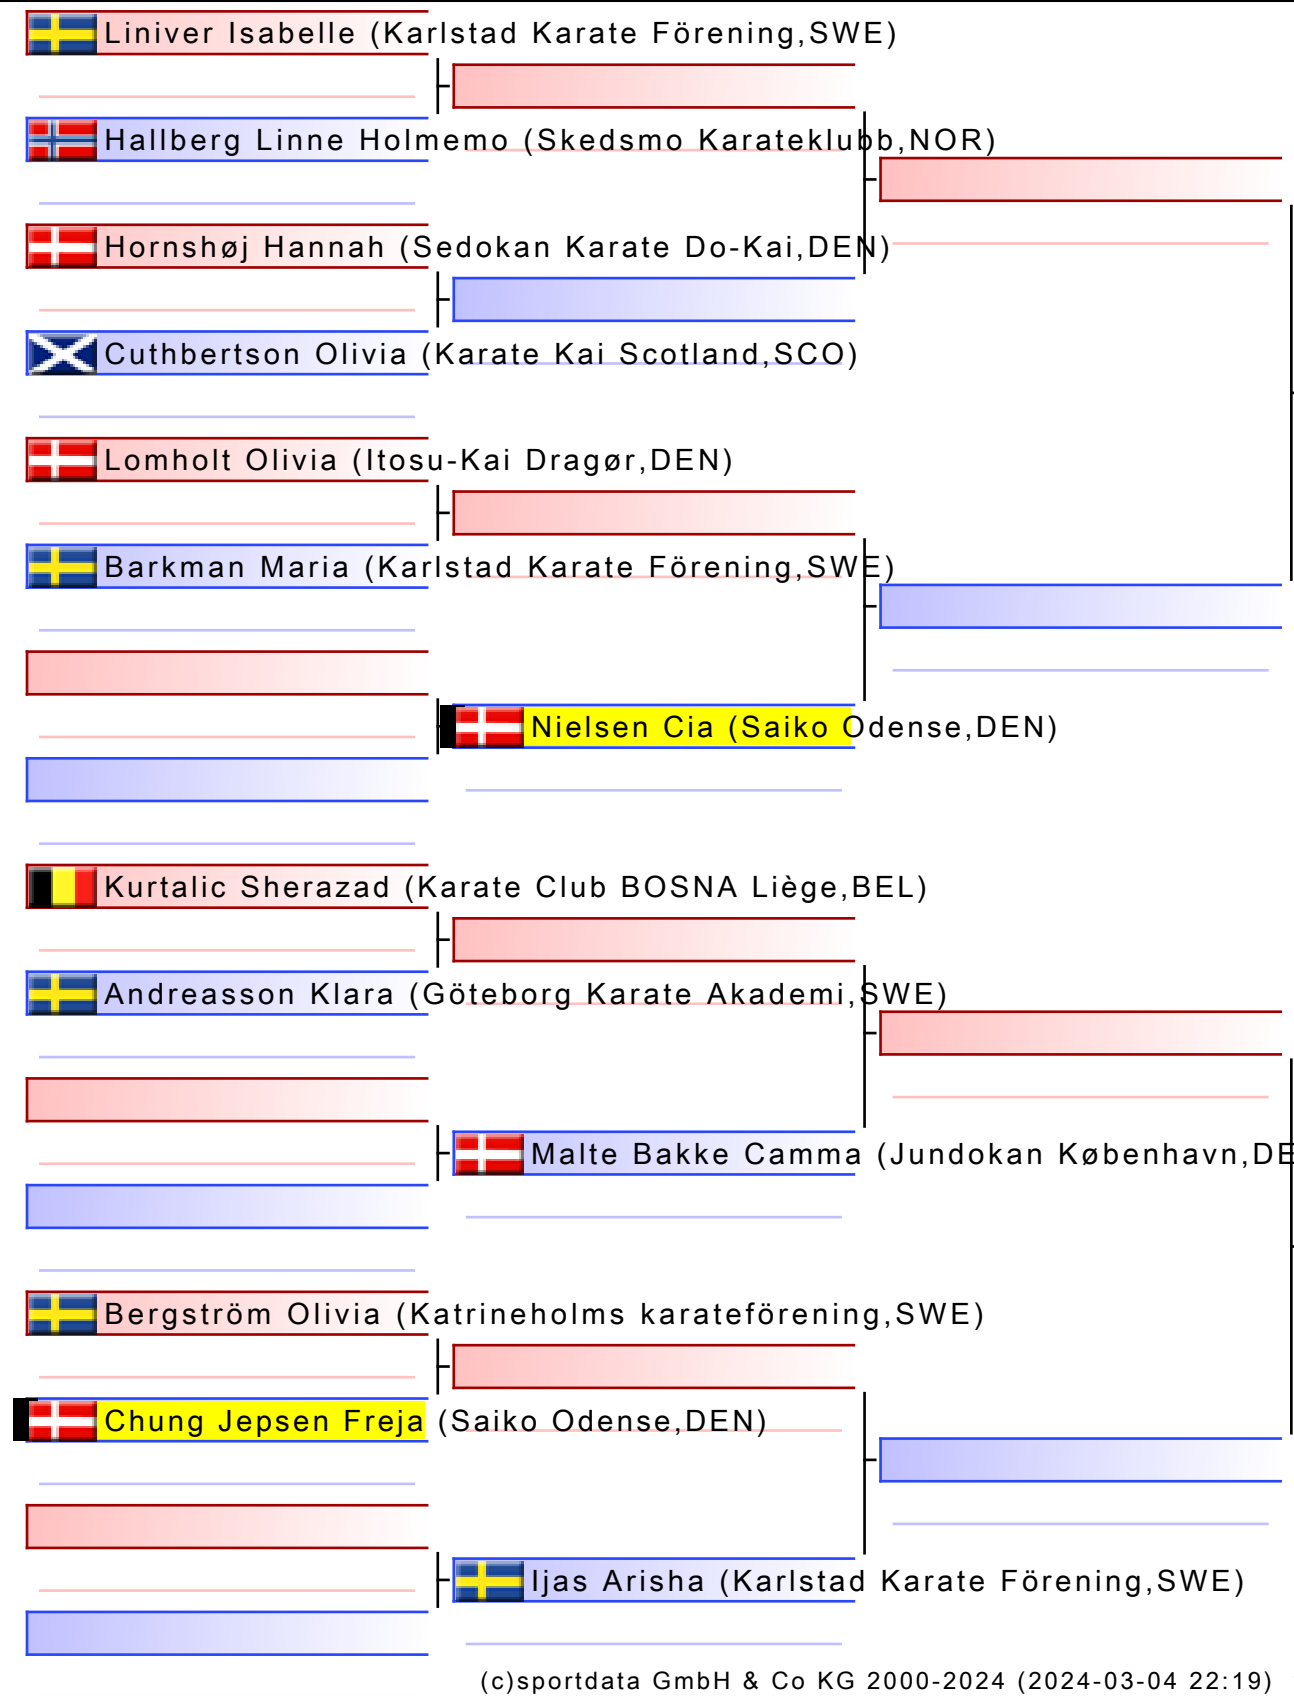 Liniver Isabelle (Karlstad Karate Förening,SWE)
Hallberg Linne Holmemo (Skedsmo Karateklubb,NOR)
Hornshøj Hannah (Sedokan Karate Do-Kai,DEN)
Cuthbertson Olivia (Karate Kai Scotland,SCO)
Lomholt Olivia (Itosu-Kai Dragør,DEN)
Barkman Maria (Karlstad Karate Förening,SWE)
Nielsen Cia (Saiko Odense,DEN)
Kurtalic Sherazad (Karate Club BOSNA Liège,BEL)
Andreasson Klara (Göteborg Karate Akademi,SWE)
Malte Bakke Camma (Jundokan København,DE
Bergström Olivia (Katrineholms karateförening,SWE)
Chung Jepsen Freja (Saiko Odense,DEN)
Ijas Arisha (Karlstad Karate Förening,SWE)
(c)sportdata GmbH & Co KG 2000-2024 (2024-03-04 22:19)